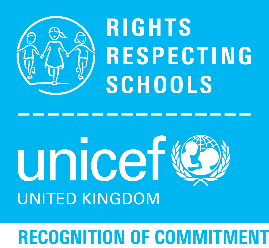 RIGHTS
RESPECTING
SCHOOLS
unicef
UNITED KINGDOM
RECOGNITION OF COMMITMENT